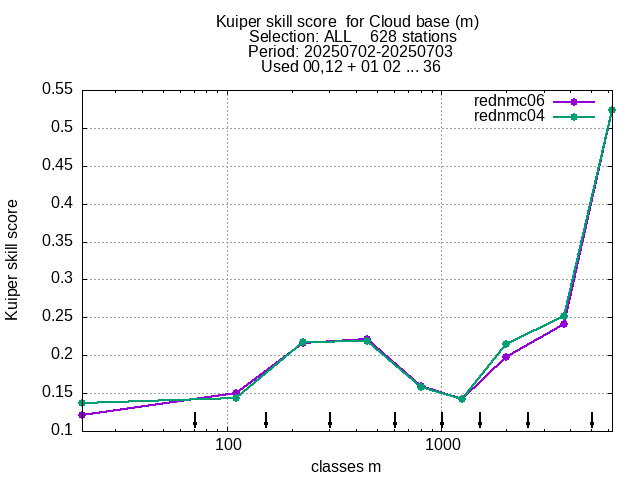 Kuiper skill score  for Cloud base (m)
Selection: ALL    628 stations
Period: 20250702-20250703
Used 00,12 + 01 02 ... 36
rednmc06
rednmc04
0.55
0.5
0.45
0.4
0.35
0.3
0.25
0.2
0.15
0.1
Kuiper skill score
100
1000
classes m